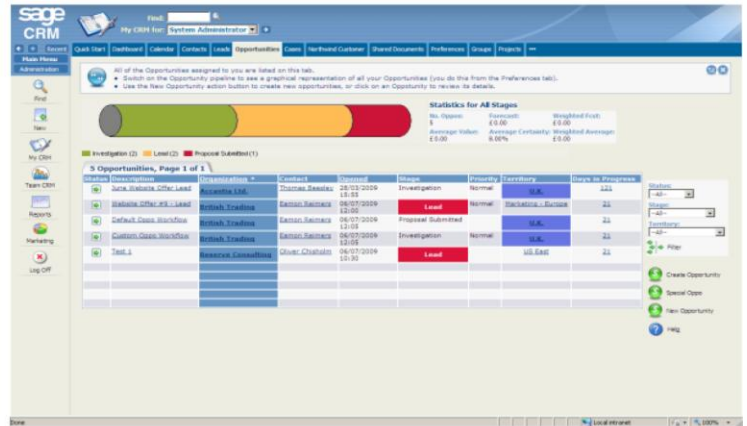 sage
CRM
Find:
My CRM for: System Administrator
Recent
Quick Start Dashboard Calendar Contacts Leads Opportunities Cases Northwind Customer Shared Documents Preferences Groups Projects
Main Menu
Administration
Find
New
My CRM
Team CRM
Reports
Marketing
Log Off
All of the Opportunities assigned to you are listed on this tab.
• Switch on the Opportunity pipeline to see a graphical representation of all your Opportunities (you do this from the Preferences tab).
• Use the New Opportunity action button to create new opportunities, or click on an Opportunity to review its details.
Statistics for All Stages
No. Oppos: Forecast: Weighted Fcst:
5 £ 0.00 £ 0.00
Average Value: Average Certainty: Weighted Average:
£ 0.00 0.00% £ 0.00
Investigation (2) Lead (2) Proposal Submitted (1)
5 Opportunities, Page 1 of 1
Status Description Organization Contact Opened Stage Priority Territory Days in Progress
June Website Offer Lead Accentia Ltd. Thomas Beasley 28/03/2009 Investigation Normal U.K. 121
Website Offer #9 - Lead British Trading Eamon Reimers 06/07/2009 12:00 Lead Normal Marketing - Europe 21
Default Oppo Workflow British Trading Eamon Reimers 06/07/2009 12:05 Proposal Submitted U.K. 21
Custom Opps Workflow British Trading Eamon Reimers 06/07/2009 12:05 Investigation Normal U.K. 21
Test 1 Reserve Consulting Oliver Chisholm 06/07/2009 Lead US East 21
Status:
--All--
Stage:
--All--
Territory:
--All--
Filter
Create Opportunity
Special Oppo
New Opportunity
Help
Done
Local intranet
100%